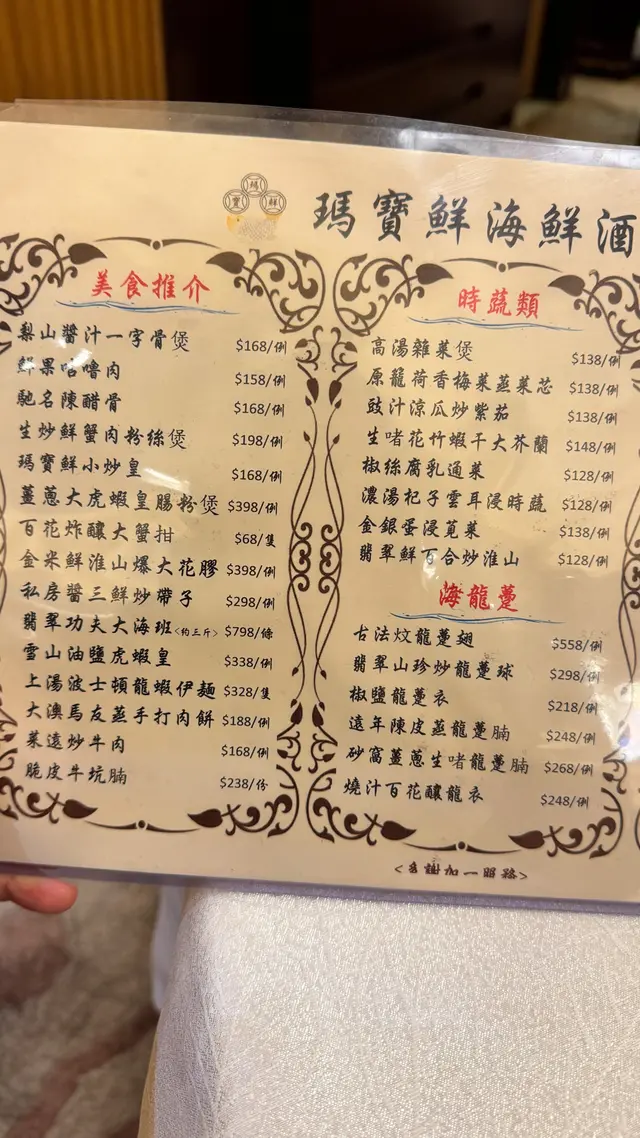 瑪
寶 鮮
瑪寶鮮海鮮酒
美食推介
梨山醬汁一字骨煲 $168/例
鮮果咕嚕肉 $158/例
馳名陳醋骨 $168/例
生炒鮮蟹肉粉絲煲 $198/例
瑪寶鮮小炒皇 $168/例
薑蔥大虎蝦皇腸粉煲 $398/例
百花炸釀大蟹拑 $68/隻
金米鮮淮山爆大花膠 $398/例
私房醬三鮮炒帶子 $298/例
翡翠功夫大海班<約三斤> $798/條
雪山油鹽虎蝦皇 $338/例
上湯波士頓龍蝦伊麵 $328/隻
大澳馬友蒸手打肉餅 $188/例
菜遠炒牛肉 $168/例
脆皮牛坑腩 $238/份
時蔬類
高湯雜菜煲 $138/例
原籠荷香梅菜蒸菜芯 $138/例
豉汁涼瓜炒紫茄 $138/例
生啫花竹蝦干大芥蘭 $148/例
椒絲腐乳通菜 $128/例
濃湯杞子雲耳浸時蔬 $128/例
金銀蛋浸莧菜 $138/例
翡翠鮮百合炒淮山 $128/例
海龍躉
古法炆龍躉翅 $558/例
翡翠山珍炒龍躉球 $298/例
椒鹽龍躉衣 $218/例
遠年陳皮蒸龍躉腩 $248/例
砂窩薑蔥生啫龍躉腩 $268/例
燒汁百花釀龍衣 $248/例
<多謝加一服務>